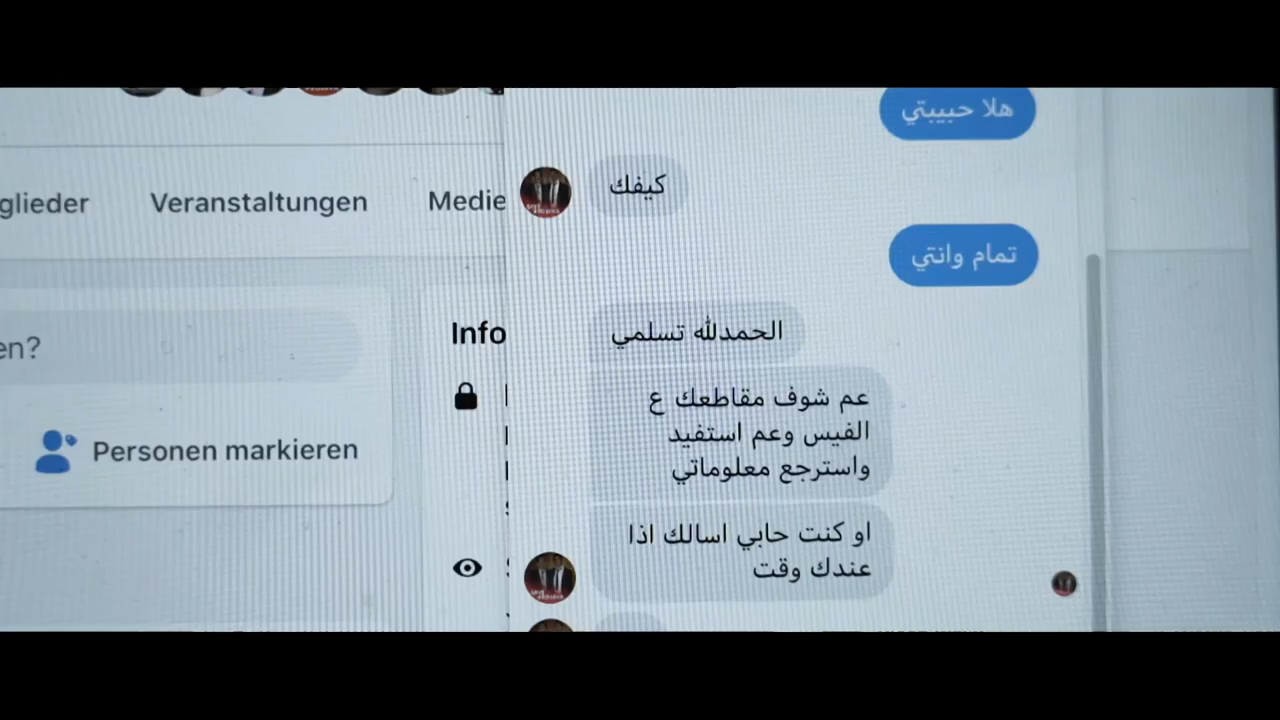 glieder Veranstaltungen Medie
en?
Info
Personen markieren
هلا حبيبتي
كيفك
تمام وانتي
الحمدلله تسلمي
عم شوف مقاطعك ع
الفيس وعم استفيد
واسترجع معلوماتي
او كنت حابي اسالك اذا
عندك وقت